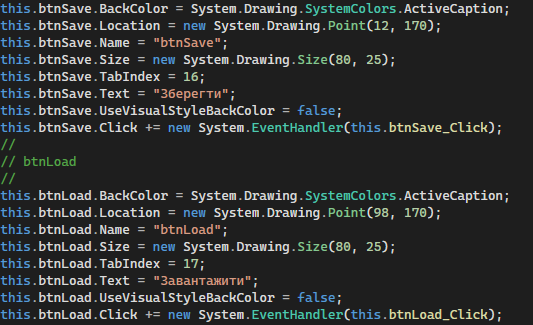 this.btnSave.BackColor = System.Drawing.SystemColors.ActiveCaption;
this.btnSave.Location = new System.Drawing.Point(12, 170);
this.btnSave.Name = "btnSave";
this.btnSave.Size = new System.Drawing.Size(80, 25);
this.btnSave.TabIndex = 16;
this.btnSave.Text = "Зберегти";
this.btnSave.UseVisualStyleBackColor = false;
this.btnSave.Click += new System.EventHandler(this.btnSave_Click);
//
// btnLoad
//
this.btnLoad.BackColor = System.Drawing.SystemColors.ActiveCaption;
this.btnLoad.Location = new System.Drawing.Point(98, 170);
this.btnLoad.Name = "btnLoad";
this.btnLoad.Size = new System.Drawing.Size(80, 25);
this.btnLoad.TabIndex = 17;
this.btnLoad.Text = "Завантажити";
this.btnLoad.UseVisualStyleBackColor = false;
this.btnLoad.Click += new System.EventHandler(this.btnLoad_Click);